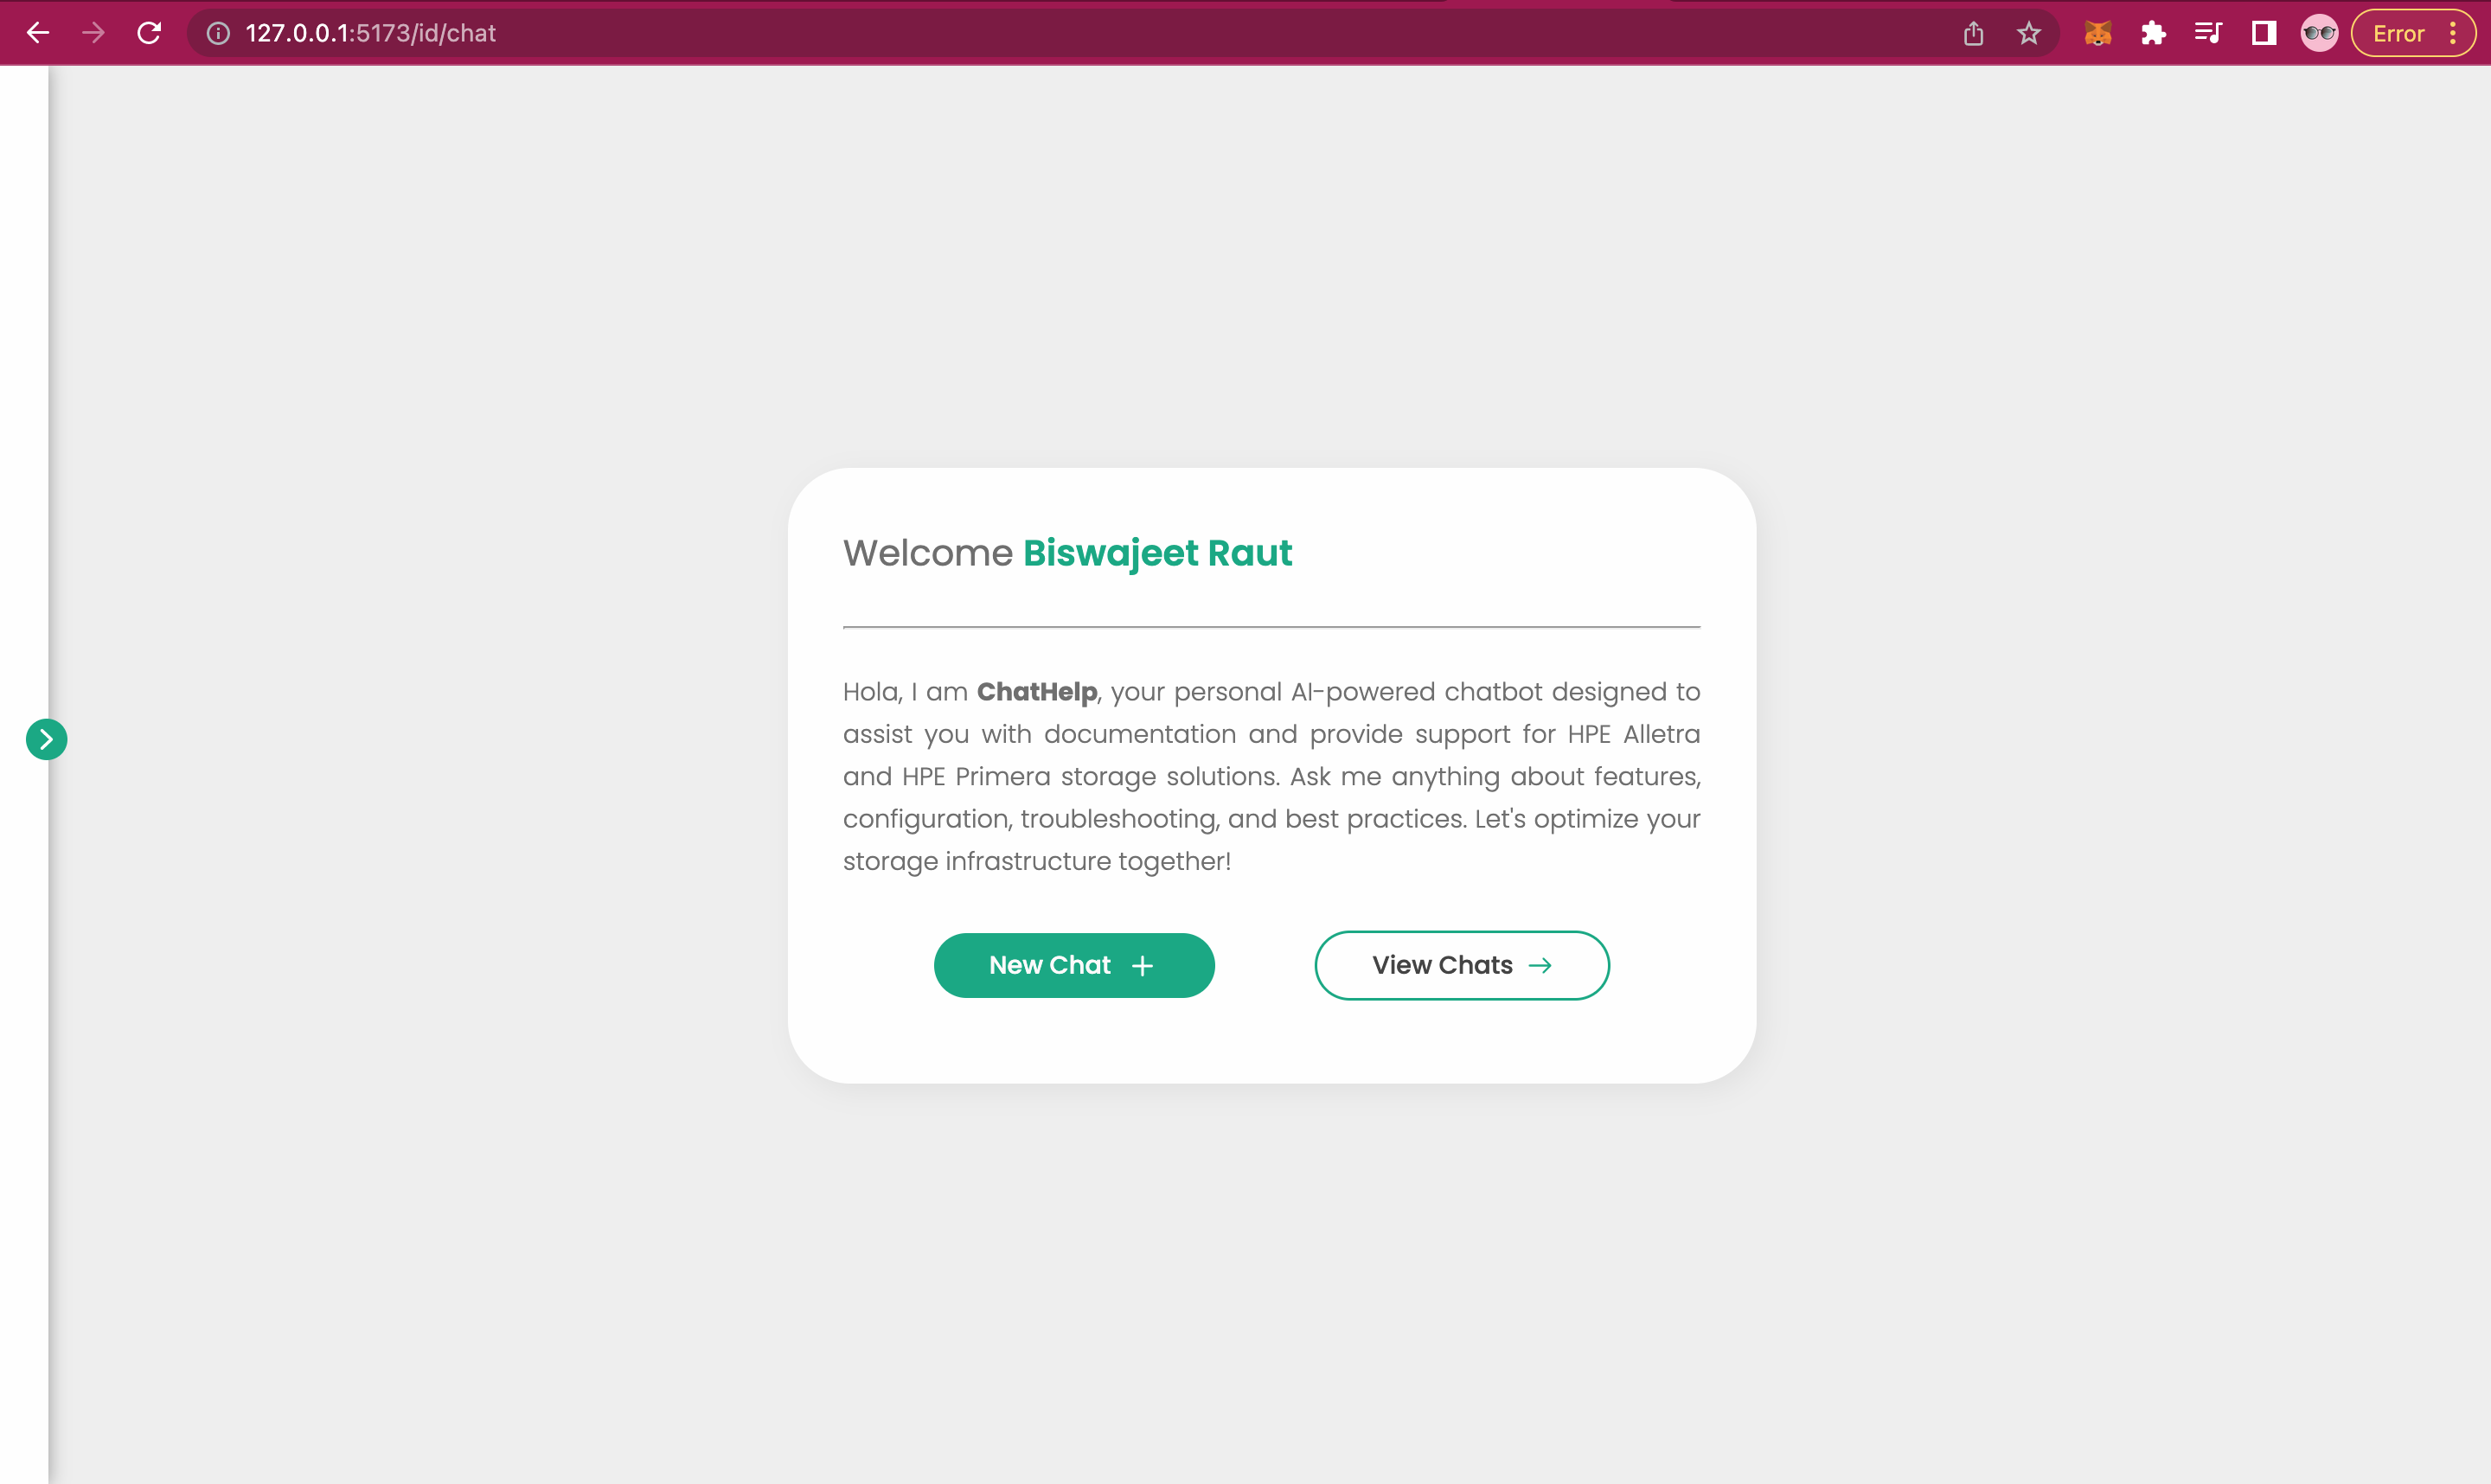 127.0.0.1:5173/id/chat
Error
Welcome Biswajeet Raut
Hola, I am ChatHelp, your personal AI-powered chatbot designed to
assist you with documentation and provide support for HPE Alletra
and HPE Primera storage solutions. Ask me anything about features,
configuration, troubleshooting, and best practices. Let's optimize your
storage infrastructure together!
New Chat
View Chats